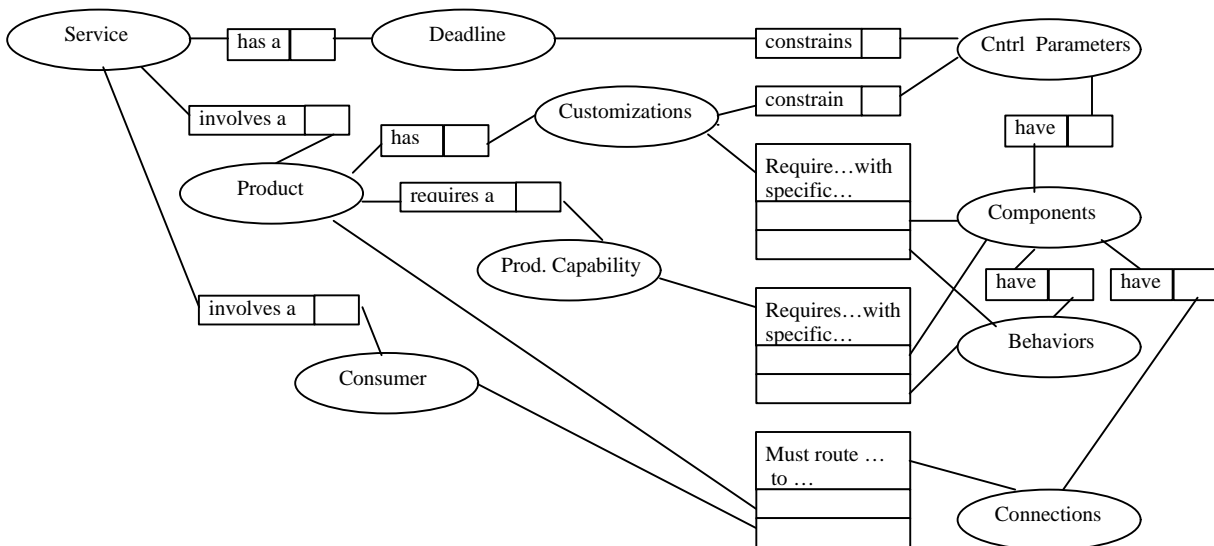 Service
has a
Deadline
constrains
Cntrl Parameters
involves a
has
Customizations
constrain
have
Product
requires a
Require…with
specific…
Components
Prod. Capability
have
have
involves a
Requires…with
specific…
Behaviors
Consumer
Must route …
to …
Connections